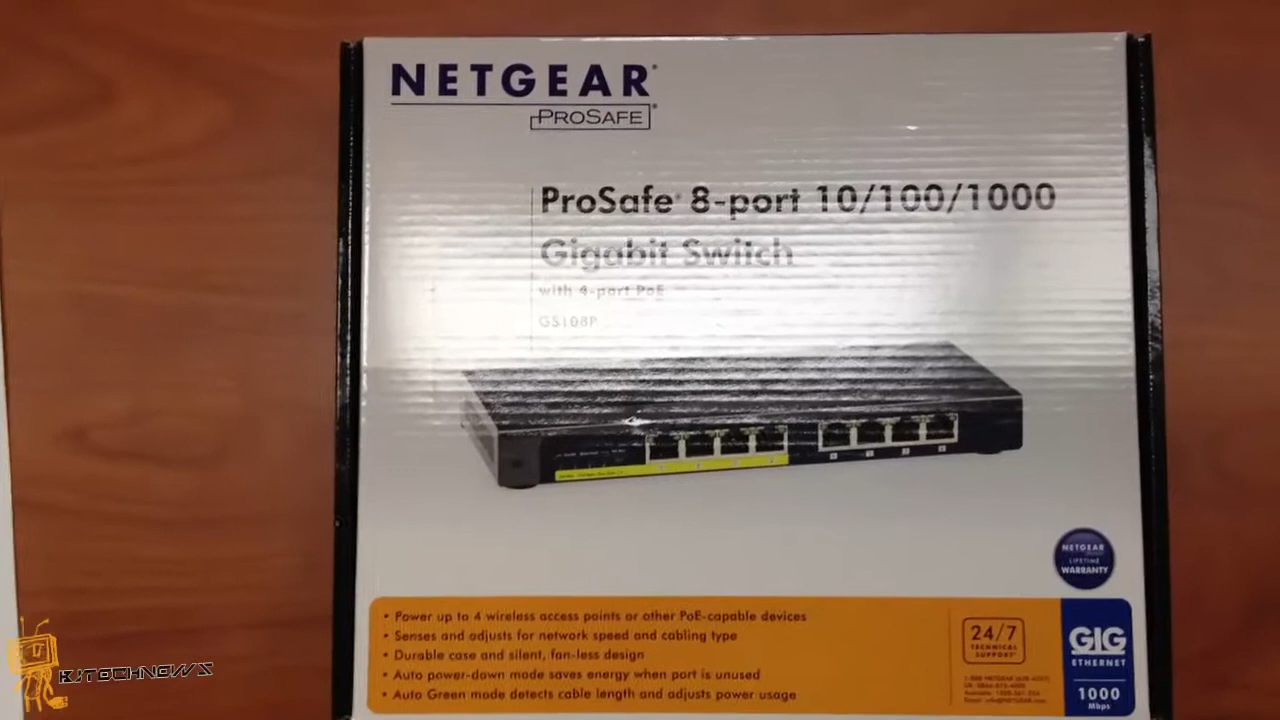 NETGEAR®
PROSAFE®
ProSafe® 8-port 10/100/1000
Gigabit Switch
with 4-port PoE
GS108P
NETGEAR
LIFETIME
WARRANTY
• Power up to 4 wireless access points or other PoE-capable devices
• Senses and adjusts for network speed and cabling type
• Durable case and silent, fan-less design
• Auto power-down mode saves energy when port is unused
• Auto Green mode detects cable length and adjusts power usage
24/7
TECHNICAL
SUPPORT*
GIG
ETHERNET
1000
Mbps
BJTECHNEWS